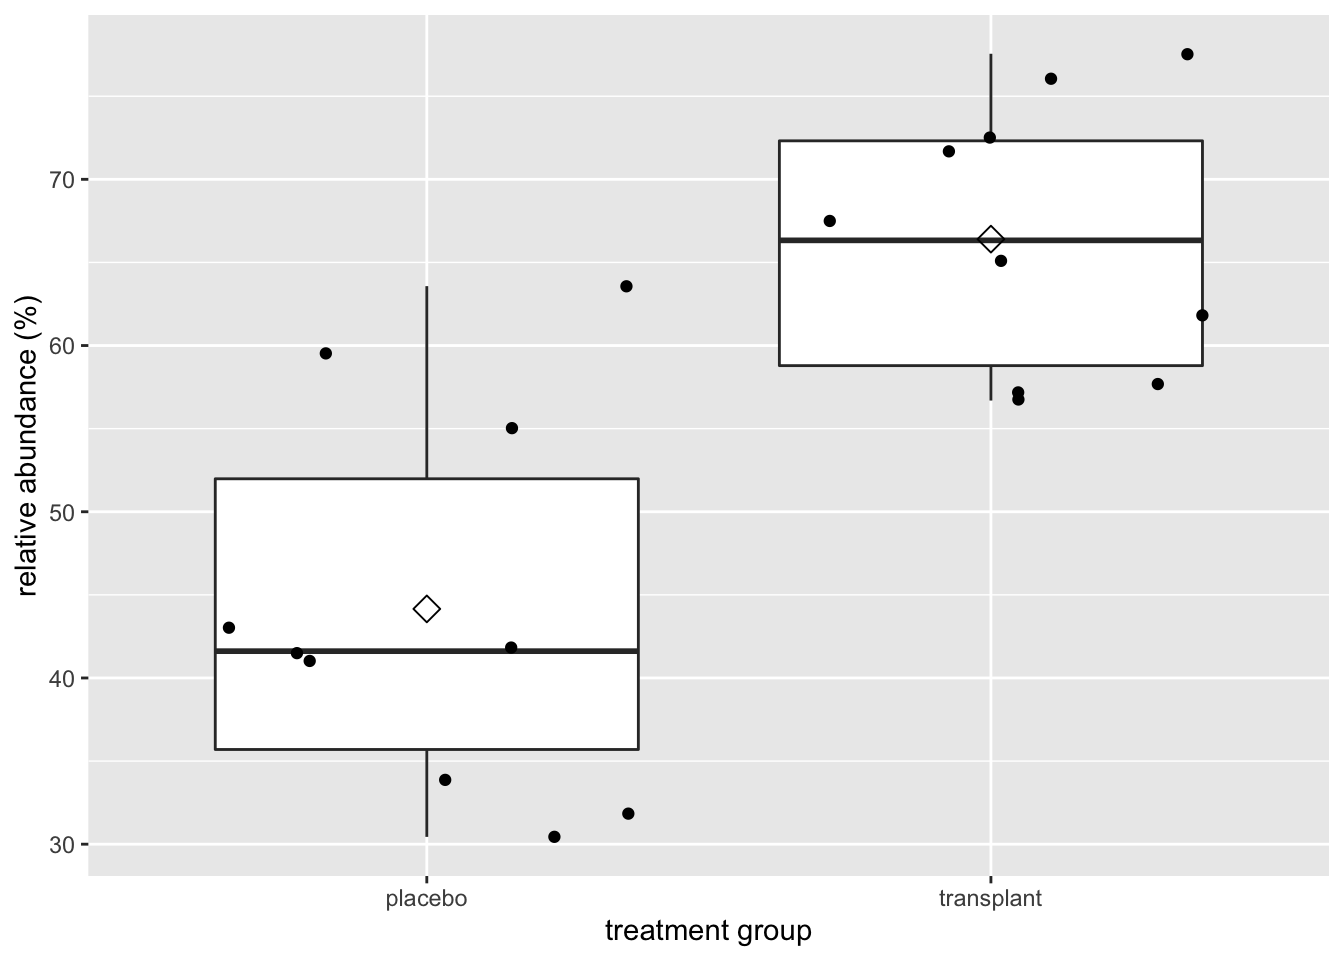 relative abundance (%)
70
60
50
40
30
placebo
transplant
treatment group